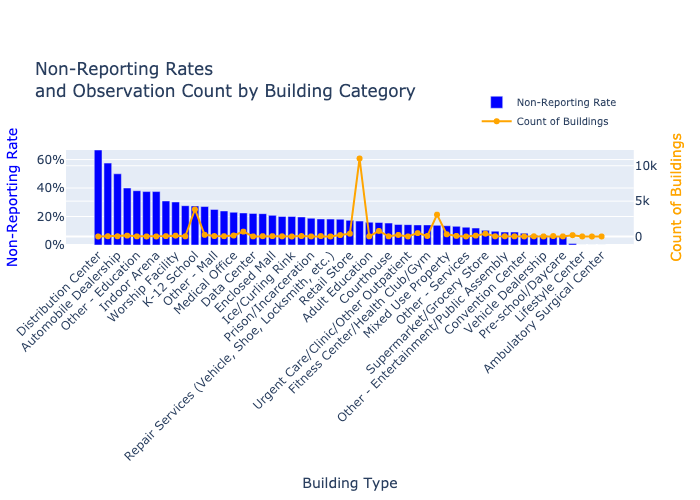 Non-Reporting Rates
and Observation Count by Building Category
Non-Reporting Rate
Count of Buildings
60%
40%
20%
0%
10k
5k
0
Non-Reporting Rate
Count of Buildings
Distribution Center
Automobile Dealership
Other - Education
Indoor Arena
Worship Facility
K-12 School
Other - Mall
Medical Office
Data Center
Enclosed Mall
Ice/Curling Rink
Prison/Incarceration
Repair Services (Vehicle, Shoe, Locksmith, etc.)
Retail Store
Adult Education
Courthouse
Urgent Care/Clinic/Other Outpatient
Fitness Center/Health Club/Gym
Mixed Use Property
Other - Services
Supermarket/Grocery Store
Other - Entertainment/Public Assembly
Convention Center
Vehicle Dealership
Pre-school/Daycare
Lifestyle Center
Ambulatory Surgical Center
Building Type